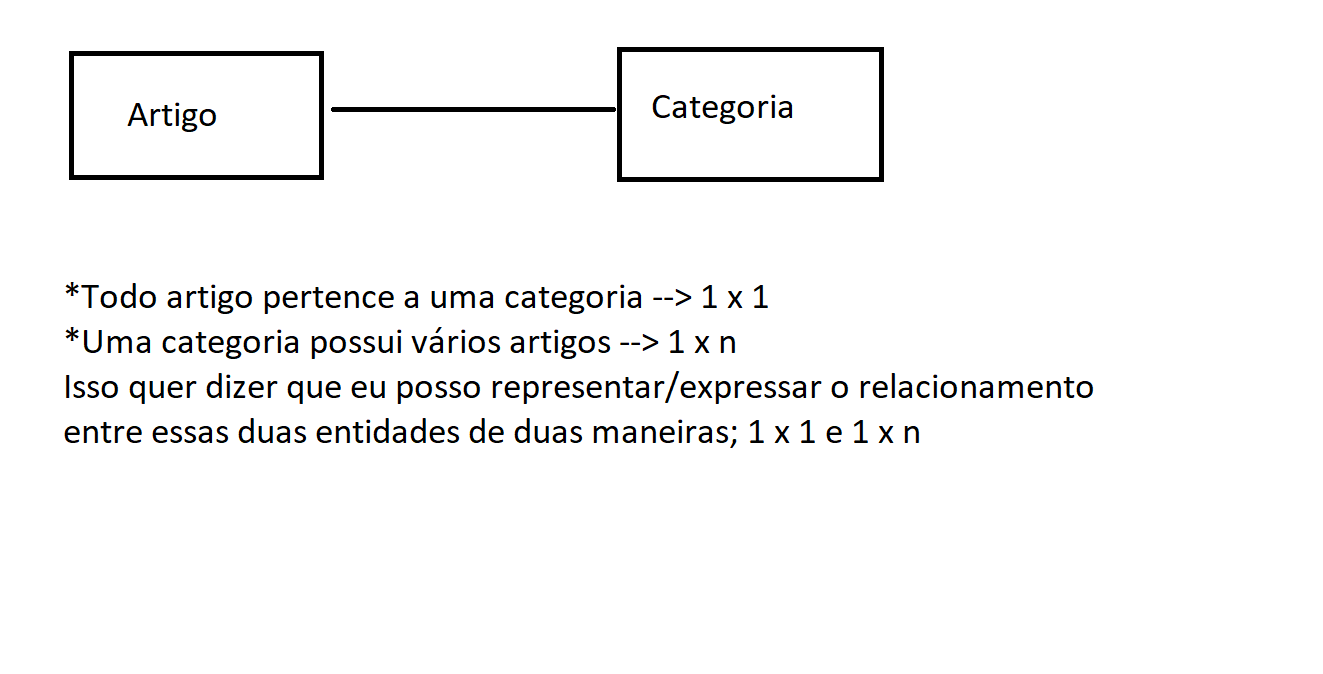 Artigo
Categoria
*Todo artigo pertence a uma categoria --> 1 x 1
*Uma categoria possui vários artigos --> 1 x n
Isso quer dizer que eu posso representar/expressar o relacionamento
entre essas duas entidades de duas maneiras; 1 x 1 e 1 x n